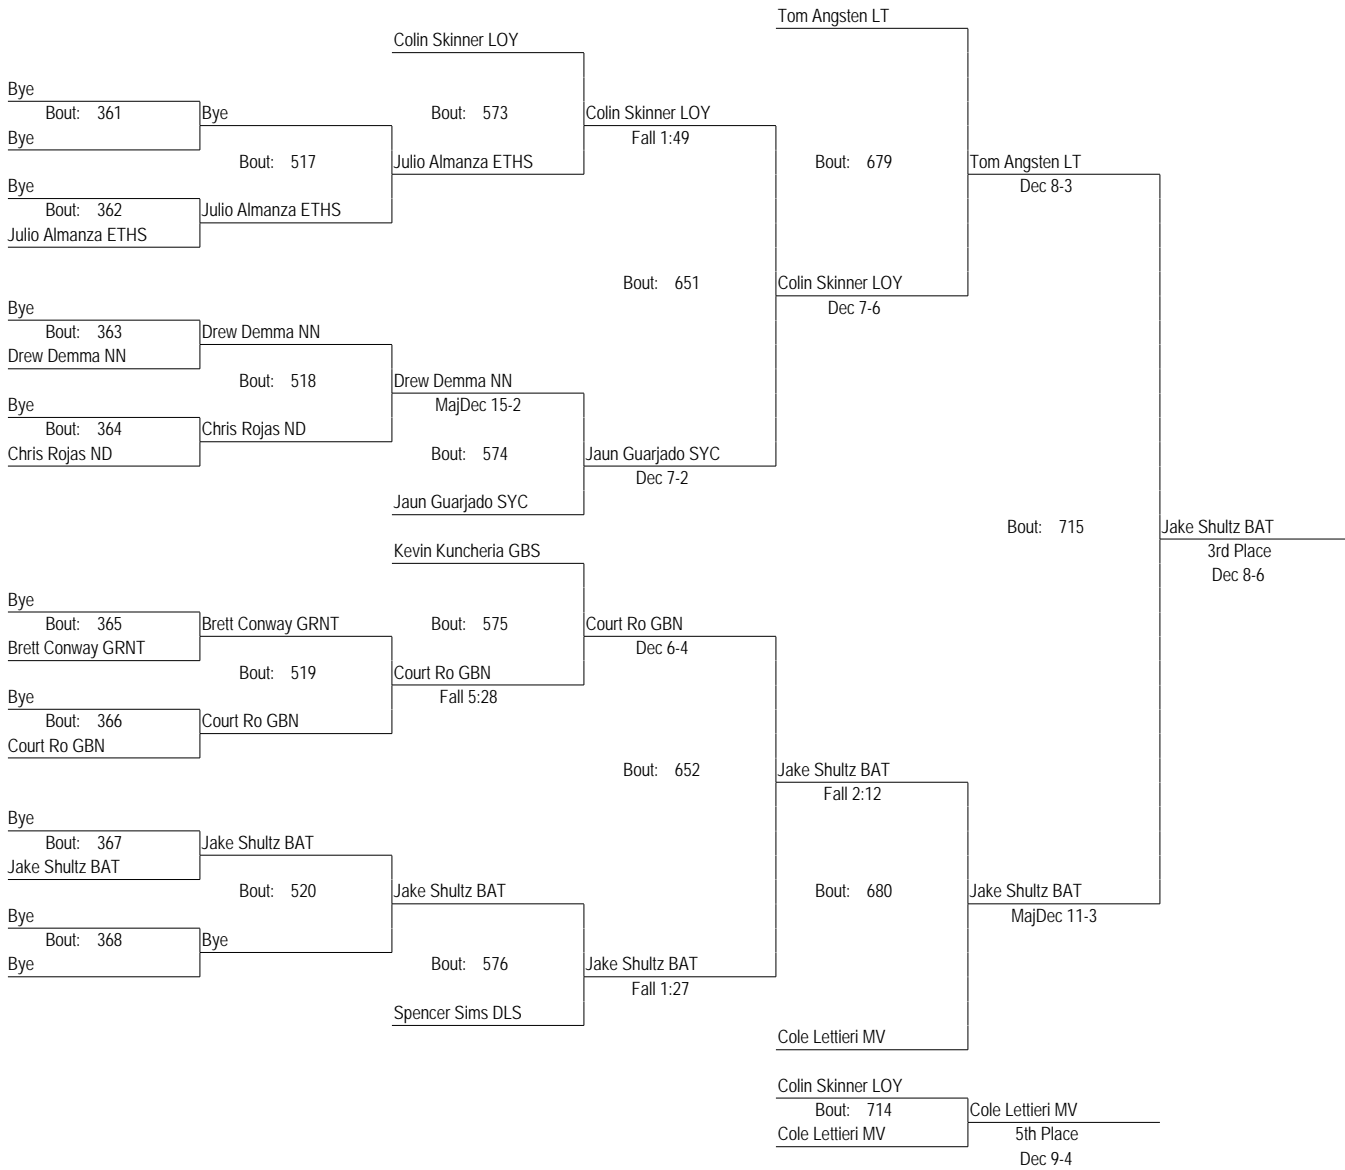 Tom Angsten LT
Colin Skinner LOY
Bye
Bout: 361
Bye
Bout: 573
Colin Skinner LOY
Bye
Fall 1:49
Bout: 517
Julio Almanza ETHS
Bout: 679
Tom Angsten LT
Bye
Dec 8-3
Bout: 362
Julio Almanza ETHS
Julio Almanza ETHS
Bout: 651
Colin Skinner LOY
Bye
Dec 7-6
Bout: 363
Drew Demma NN
Drew Demma NN
Bout: 518
Drew Demma NN
Bye
MajDec 15-2
Bout: 364
Chris Rojas ND
Chris Rojas ND
Bout: 574
Jaun Guarjado SYC
Dec 7-2
Jaun Guarjado SYC
Bout: 715
Jake Shultz BAT
Kevin Kuncheria GBS
3rd Place
Dec 8-6
Bye
Bout: 365
Brett Conway GRNT
Bout: 575
Court Ro GBN
Brett Conway GRNT
Dec 6-4
Bout: 519
Court Ro GBN
Bye
Fall 5:28
Bout: 366
Court Ro GBN
Court Ro GBN
Bout: 652
Jake Shultz BAT
Fall 2:12
Bye
Bout: 367
Jake Shultz BAT
Jake Shultz BAT
Bout: 520
Jake Shultz BAT
Bout: 680
Jake Shultz BAT
Bye
MajDec 11-3
Bout: 368
Bye
Bye
Bout: 576
Jake Shultz BAT
Fall 1:27
Spencer Sims DLS
Cole Lettieri MV
Colin Skinner LOY
Bout: 714
Cole Lettieri MV
Cole Lettieri MV
5th Place
Dec 9-4